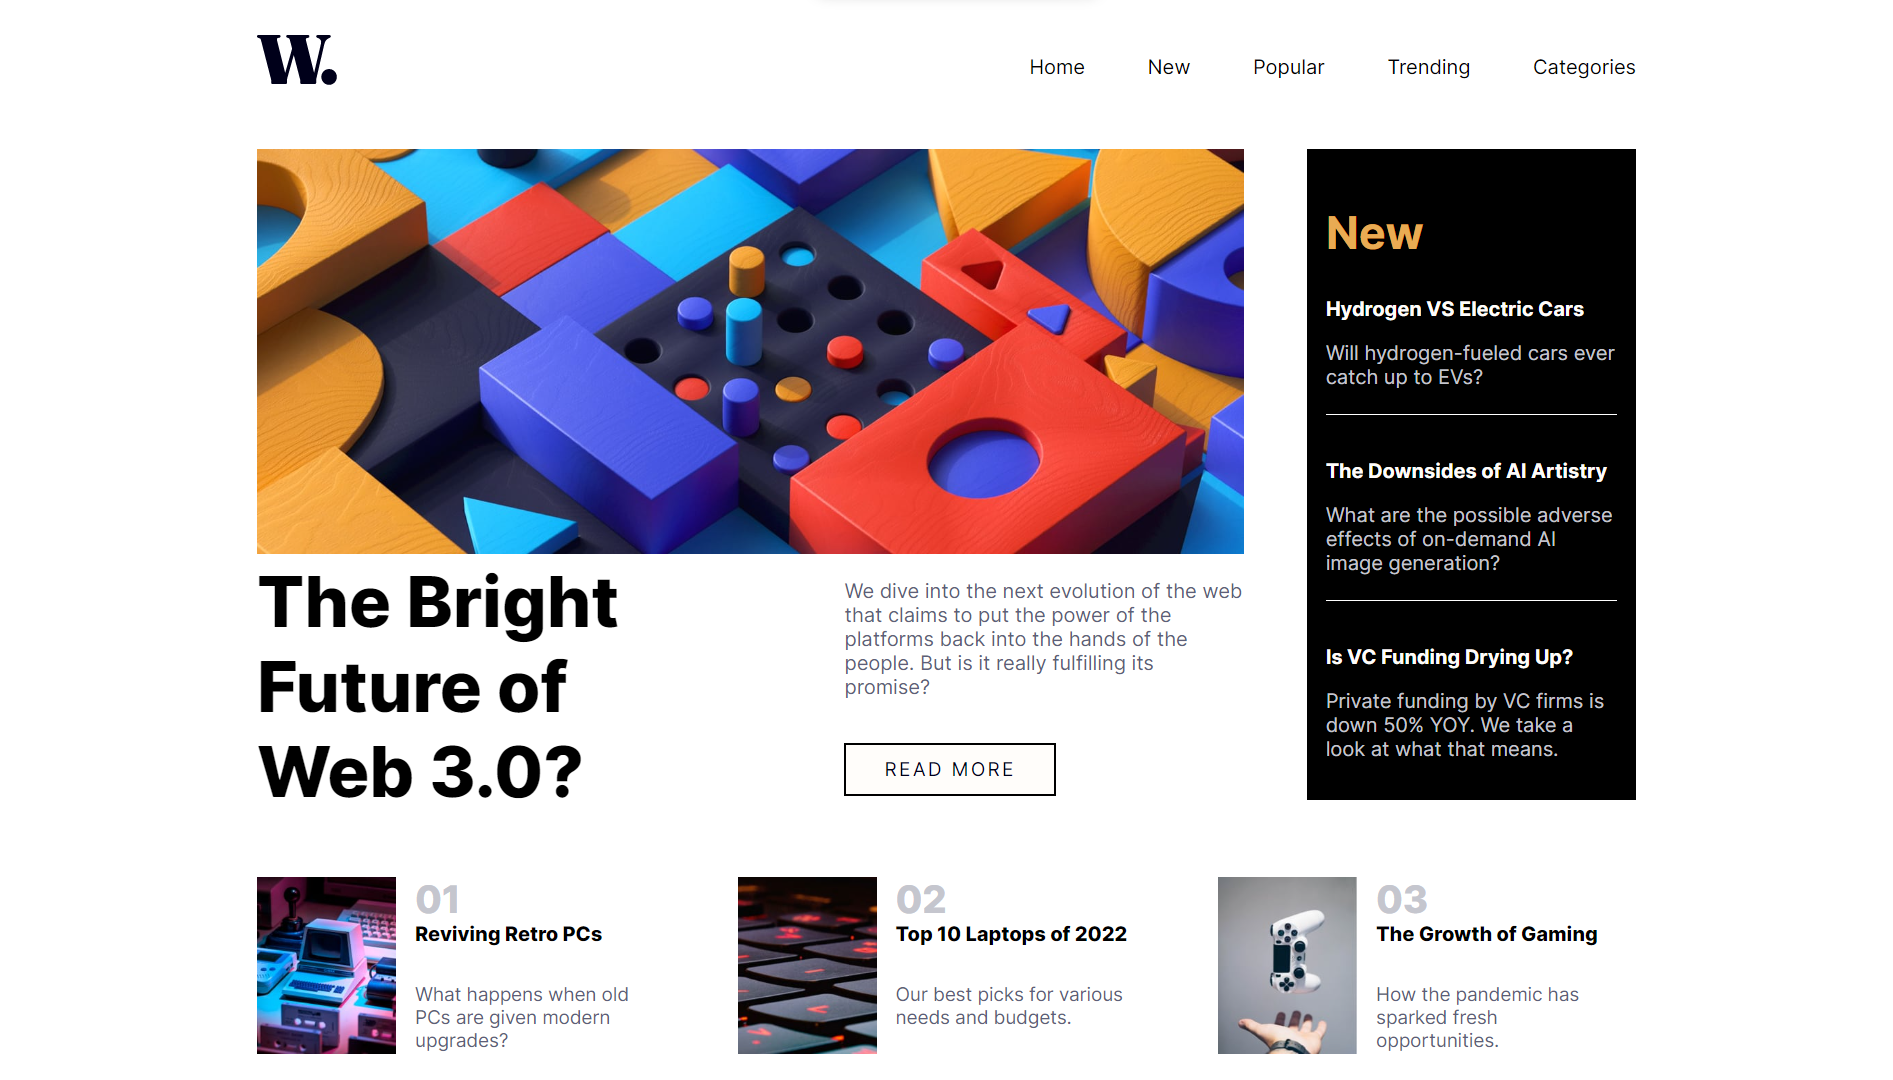 W.
Home New Popular Trending Categories
The Bright
Future of
Web 3.0?
We dive into the next evolution of the web
that claims to put the power of the
platforms back into the hands of the
people. But is it really fulfilling its
promise?
READ MORE
New
Hydrogen VS Electric Cars
Will hydrogen-fueled cars ever
catch up to EVs?
The Downsides of AI Artistry
What are the possible adverse
effects of on-demand AI
image generation?
Is VC Funding Drying Up?
Private funding by VC firms is
down 50% YOY. We take a
look at what that means.
01
Reviving Retro PCs
What happens when old
PCs are given modern
upgrades?
02
Top 10 Laptops of 2022
Our best picks for various
needs and budgets.
03
The Growth of Gaming
How the pandemic has
sparked fresh
opportunities.